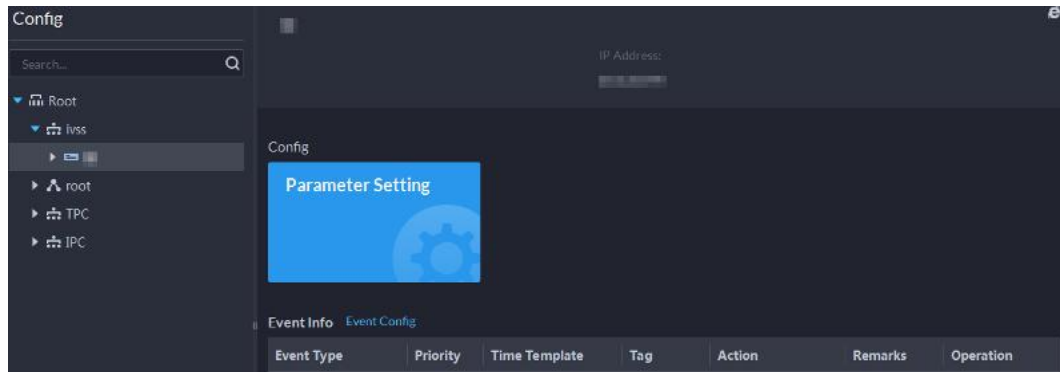 Config
Search...
Root
ivss
root
TPC
IPC
IP Address:
Config
Parameter Setting
Event Info Event Config
Event Type Priority Time Template Tag Action Remarks Operation